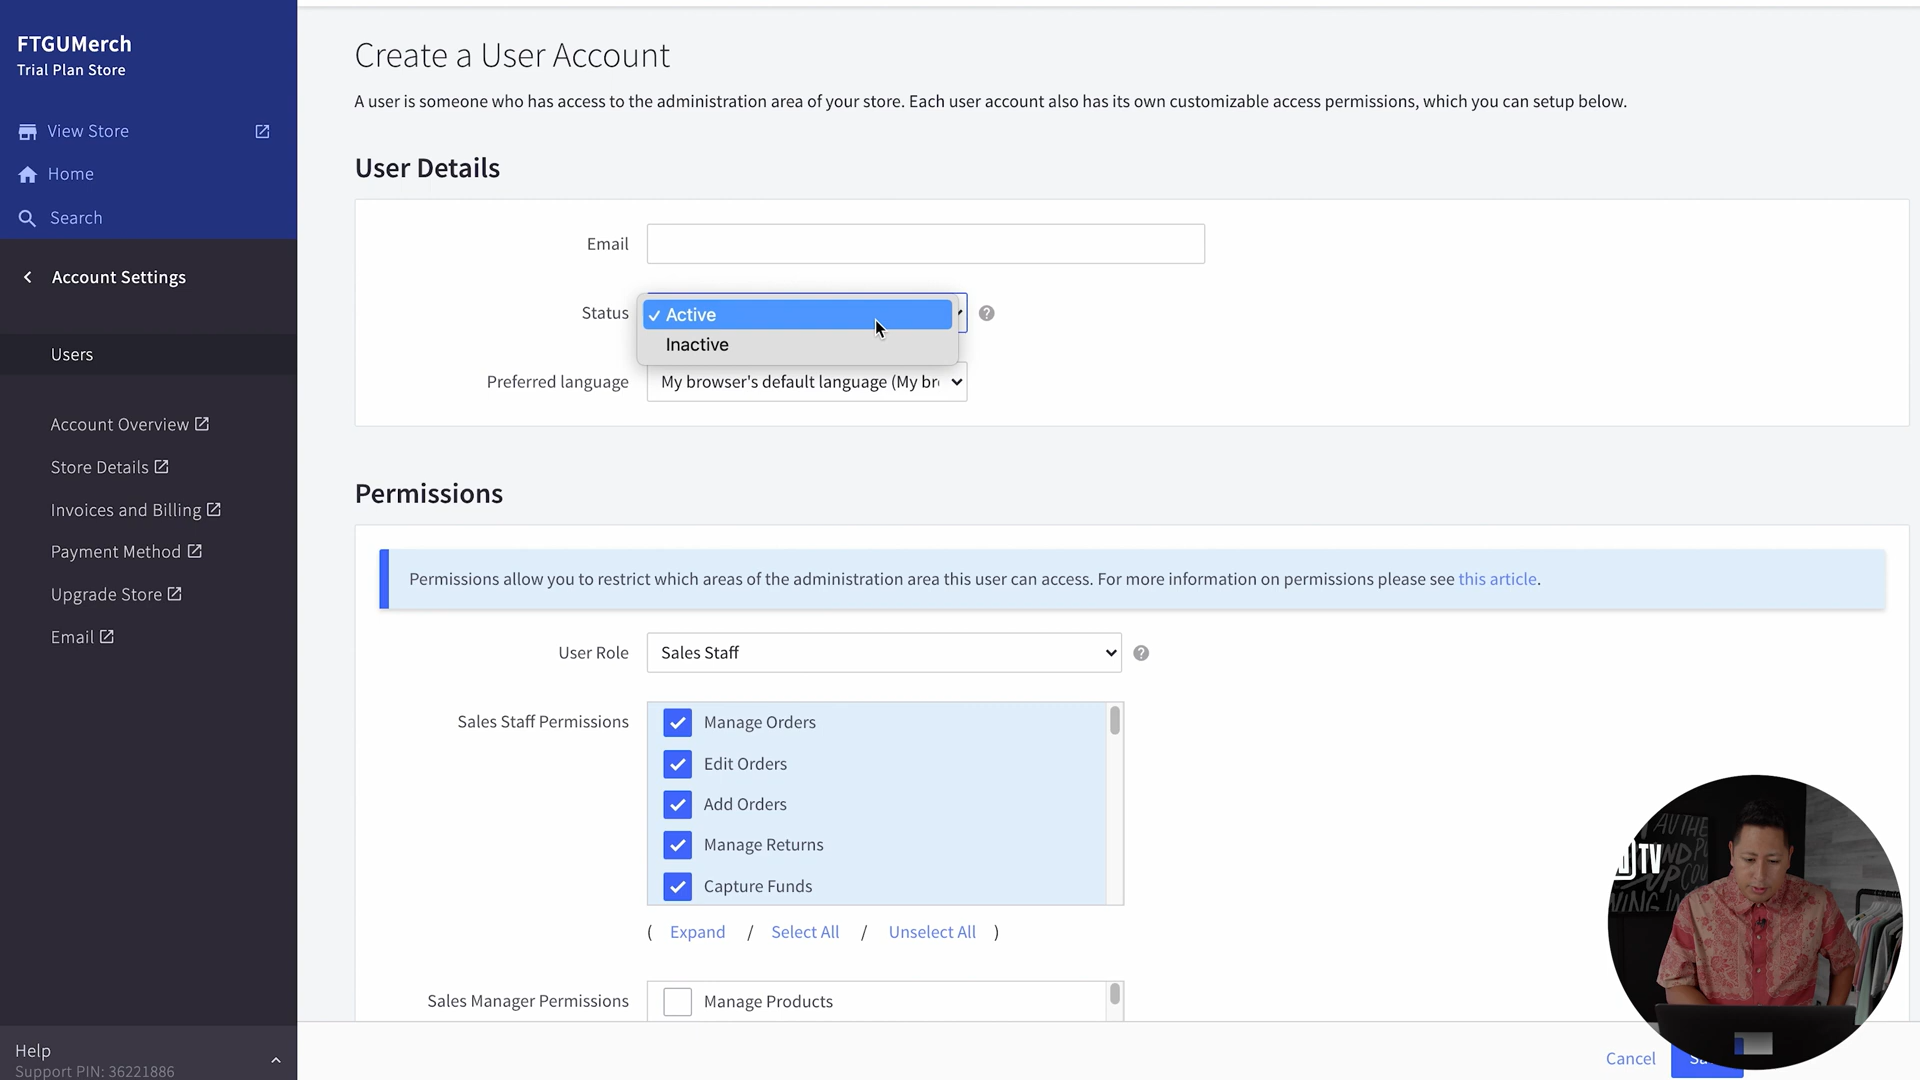 FTGUMerch
Trial Plan Store
View Store
Home
Search
Account Settings
Users
Account Overview
Store Details
Invoices and Billing
Payment Method
Upgrade Store
Email
Help
Support PIN: 36221886
Create a User Account
A user is someone who has access to the administration area of your store. Each user account also has its own customizable access permissions, which you can setup below.
User Details
Email
Status
✓ Active
Inactive
Preferred language
My browser's default language (My br
Permissions
Permissions allow you to restrict which areas of the administration area this user can access. For more information on permissions please see this article.
User Role
Sales Staff
Sales Staff Permissions
Manage Orders
Edit Orders
Add Orders
Manage Returns
Capture Funds
( Expand / Select All / Unselect All )
Sales Manager Permissions
Manage Products
Cancel
TV